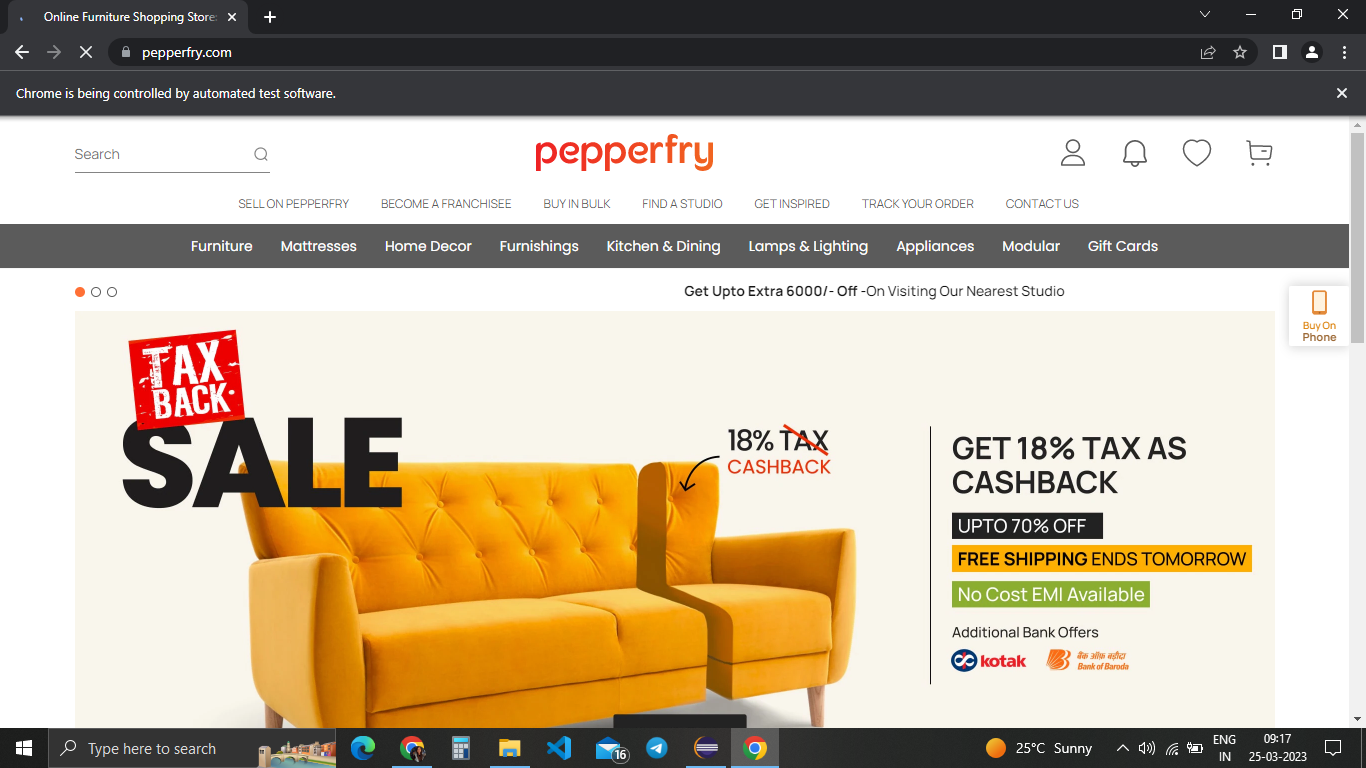 Online Furniture Shopping Store:
pepperfry.com
Chrome is being controlled by automated test software.
Search
pepperfry
SELL ON PEPPERFRY BECOME A FRANCHISEE BUY IN BULK FIND A STUDIO GET INSPIRED TRACK YOUR ORDER CONTACT US
Furniture Mattresses Home Decor Furnishings Kitchen & Dining Lamps & Lighting Appliances Modular Gift Cards
Get Upto Extra 6000/- Off -On Visiting Our Nearest Studio
Buy On
Phone
TAX
BACK
SALE
18% TAX
CASHBACK
GET 18% TAX AS
CASHBACK
UPTO 70% OFF
FREE SHIPPING ENDS TOMORROW
No Cost EMI Available
Additional Bank Offers
kotak
बैंक ऑफ़ बड़ौदा
Bank of Baroda
Type here to search
16
25°C Sunny
ENG
IN
09:17
25-03-2023